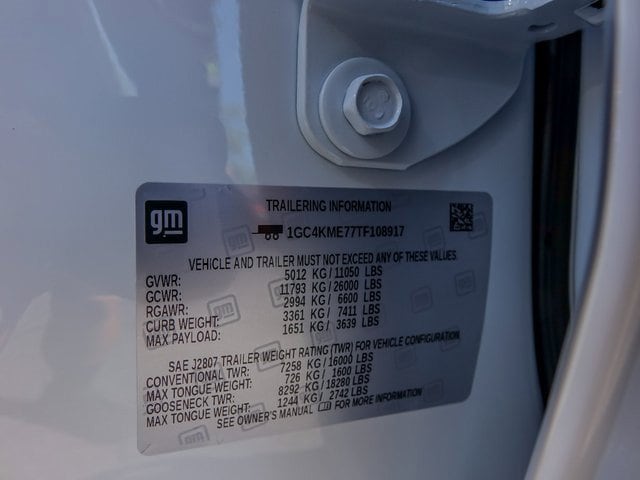 gm
TRAILERING INFORMATION
1GC4KME77TF108917
VEHICLE AND TRAILER MUST NOT EXCEED ANY OF THESE VALUES.
GVWR: 5012 KG / 11050 LBS
GCWR: 11793 KG / 26000 LBS
RGAWR: 2994 KG / 6600 LBS
CURB WEIGHT: 3361 KG / 7411 LBS
MAX PAYLOAD: 1651 KG / 3639 LBS
SAE J2807 TRAILER WEIGHT RATING (TWR) FOR VEHICLE CONFIGURATION
CONVENTIONAL TWR: 7258 KG / 16000 LBS
MAX TONGUE WEIGHT: 726 KG / 1600 LBS
GOOSENECK TWR: 8292 KG / 18280 LBS
MAX TONGUE WEIGHT: 1244 KG / 2742 LBS
SEE OWNER'S MANUAL FOR MORE INFORMATION